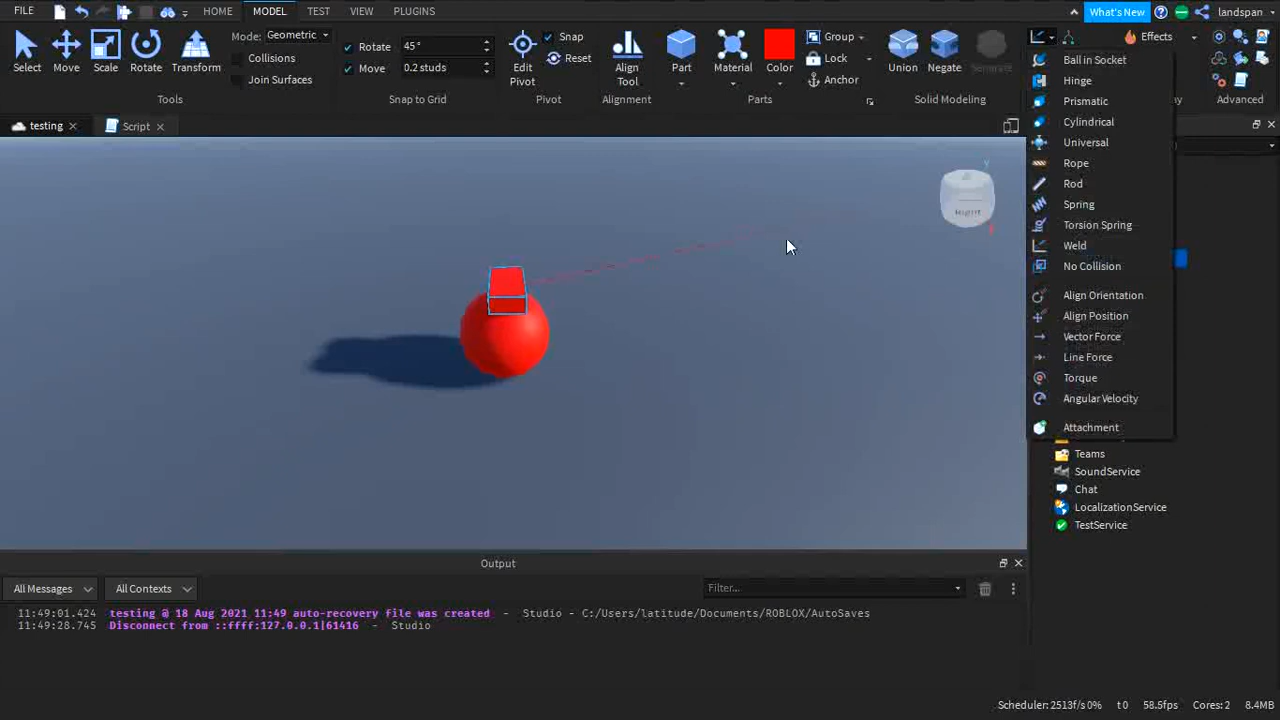 FILE
HOME
MODEL
TEST
VIEW
PLUGINS
What's New
landspan
Select
Move
Scale
Rotate
Transform
Mode:
Geometric
Collisions
Join Surfaces
Tools
Rotate
45 °
Move
0.2 studs
Snap to Grid
Edit
Pivot
Snap
Reset
Pivot
Align
Tool
Alignment
Part
Material
Color
Group
Lock
Anchor
Parts
Union
Negate
Separate
Solid Modeling
Effects
Advanced
testing
Script
Right
Ball in Socket
Hinge
Prismatic
Cylindrical
Universal
Rope
Rod
Spring
Torsion Spring
Weld
No Collision
Align Orientation
Align Position
Vector Force
Line Force
Torque
Angular Velocity
Attachment
Teams
SoundService
Chat
LocalizationService
TestService
Output
All Messages
All Contexts
Filter...
11:49:01.424 testing @ 18 Aug 2021 11:49 auto-recovery file was created - Studio - C:/Users/latitude/Documents/ROBLOX/AutoSaves
11:49:28.745 Disconnect from ::ffff:127.0.0.1|61416 - Studio
Scheduler: 2513f/s 0% t 0 58.5fps Cores: 2 8.4MB